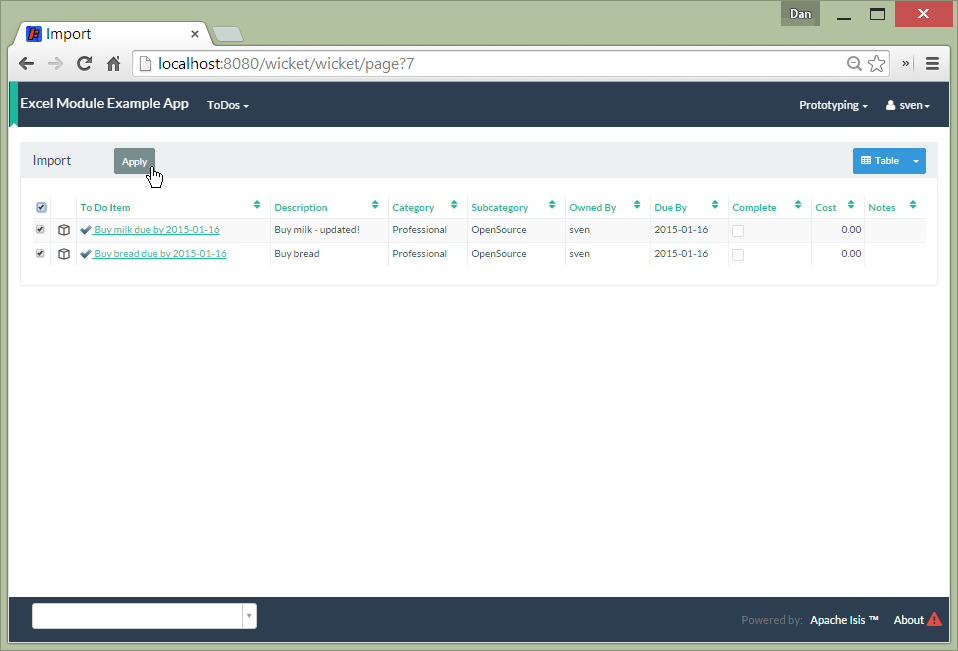 Dan
Import
localhost:8080/wicket/wicket/page?7
»
Excel Module Example App ToDos Prototyping sven
Import Apply Table
To Do Item Description Category Subcategory Owned By Due By Complete Cost Notes
Buy milk due by 2015-01-16 Buy milk - updated! Professional OpenSource sven 2015-01-16 0.00
Buy bread due by 2015-01-16 Buy bread Professional OpenSource sven 2015-01-16 0.00
Powered by: Apache Isis ™ About